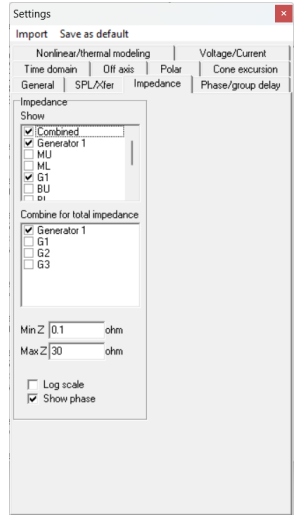 Settings
Import Save as default
Nonlinear/thermal modeling Voltage/Current
Time domain Off axis Polar Cone excursion
General SPL/Xfer Impedance Phase/group delay
Impedance
Show
Combined
Generator 1
MU
ML
G1
BU
Combine for total impedance
Generator 1
G1
G2
G3
Min Z 0.1 ohm
Max Z 30 ohm
Log scale
Show phase